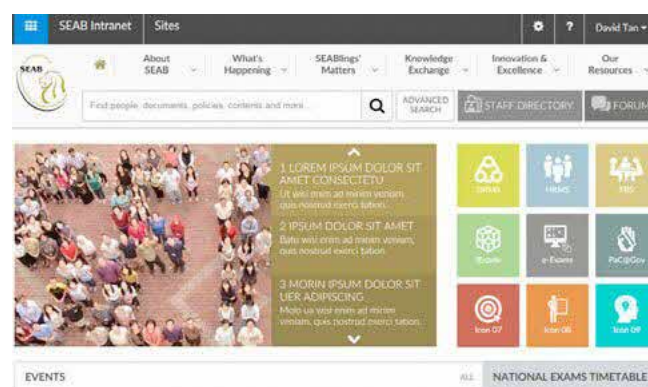 SEAB Intranet Sites ? David Tan
SEAB
About SEAB
What's Happening
SEABlings' Matters
Knowledge Exchange
Innovation & Excellence
Our Resources
Find people, documents, policies, contents and more...
ADVANCED SEARCH
STAFF DIRECTORY
FORUM
1 LOREM IPSUM DOLOR SIT
AMET CONSECTETU
Ut wisi enim ad minim veniam,
quis nostrud exerci tation.
2 IPSUM DOLOR SIT AMET
Batu wisi enim ad minim veniam,
quis nostrud exerci tation.
3 MORIN IPSUM DOLOR SIT
UER ADIPISCING
Molo ua wisi enim ad minim
veniam, quis nostrud exerci tation.
HRMS
e-Exams
PaC@Gov
Icon 07
Icon 08
Icon 09
EVENTS
ALL
NATIONAL EXAMS TIMETABLE